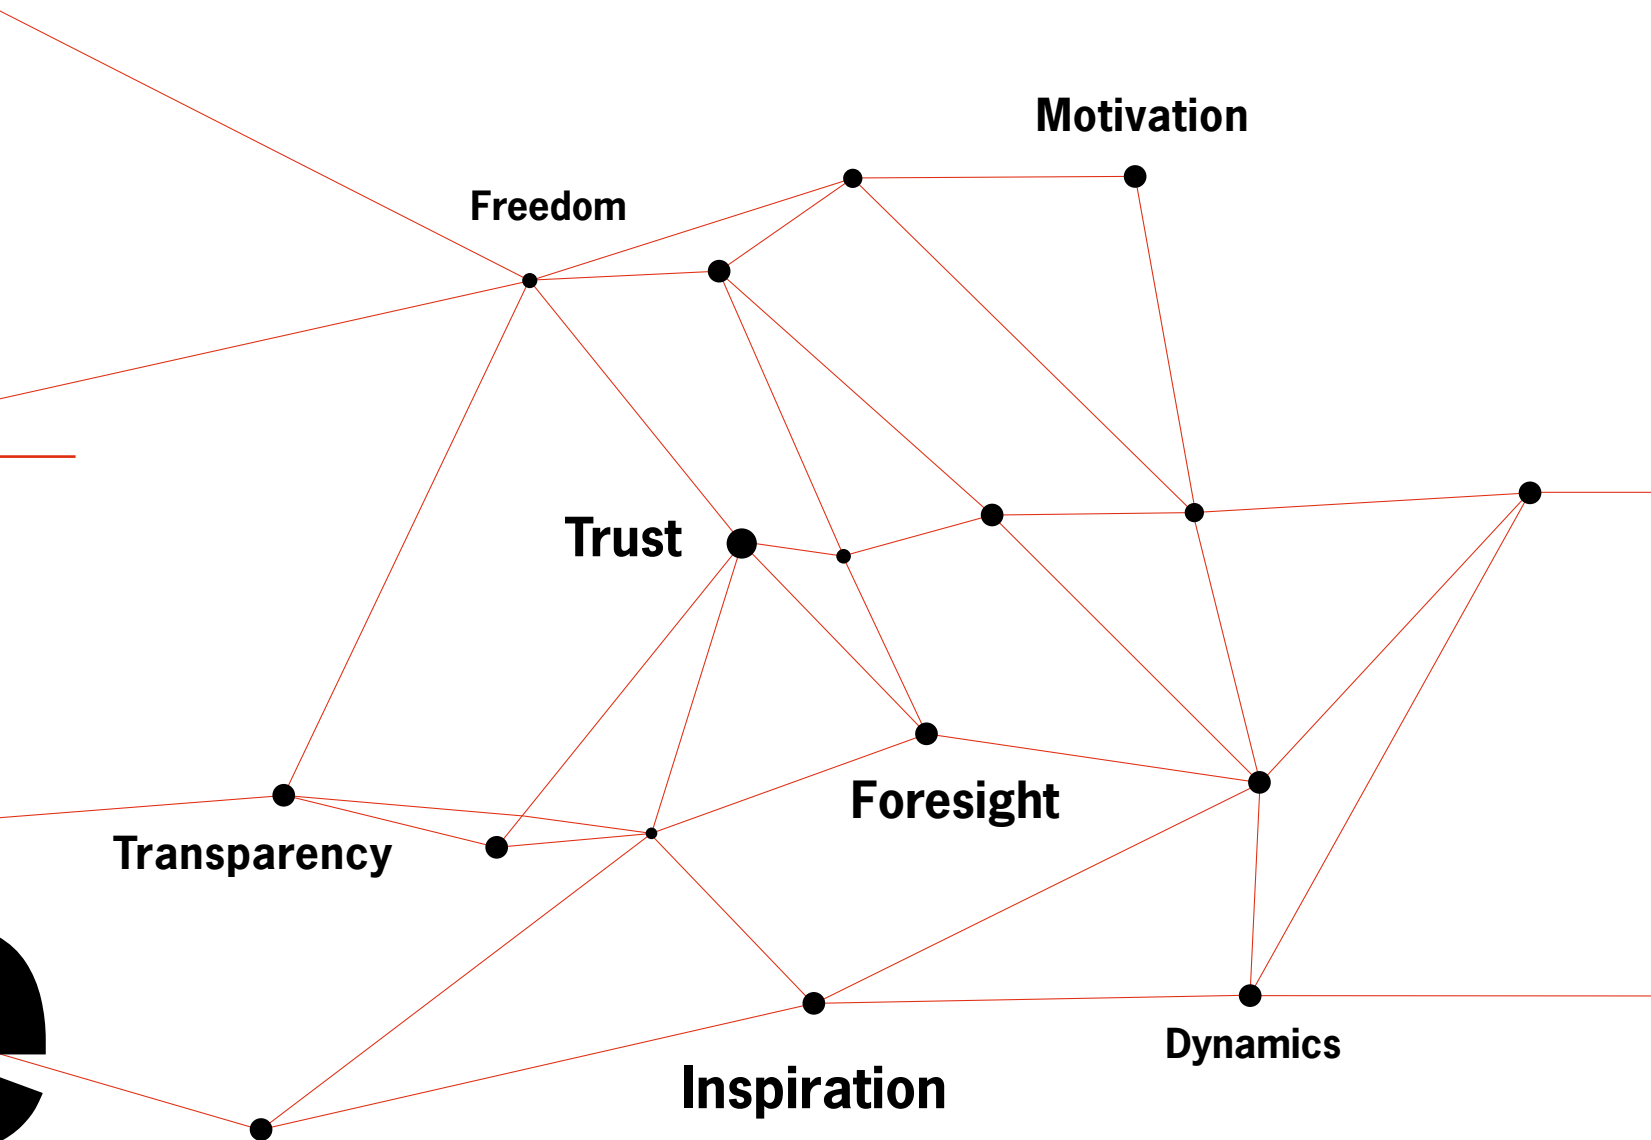 Motivation
Freedom
Trust
Foresight
Transparency
Dynamics
Inspiration